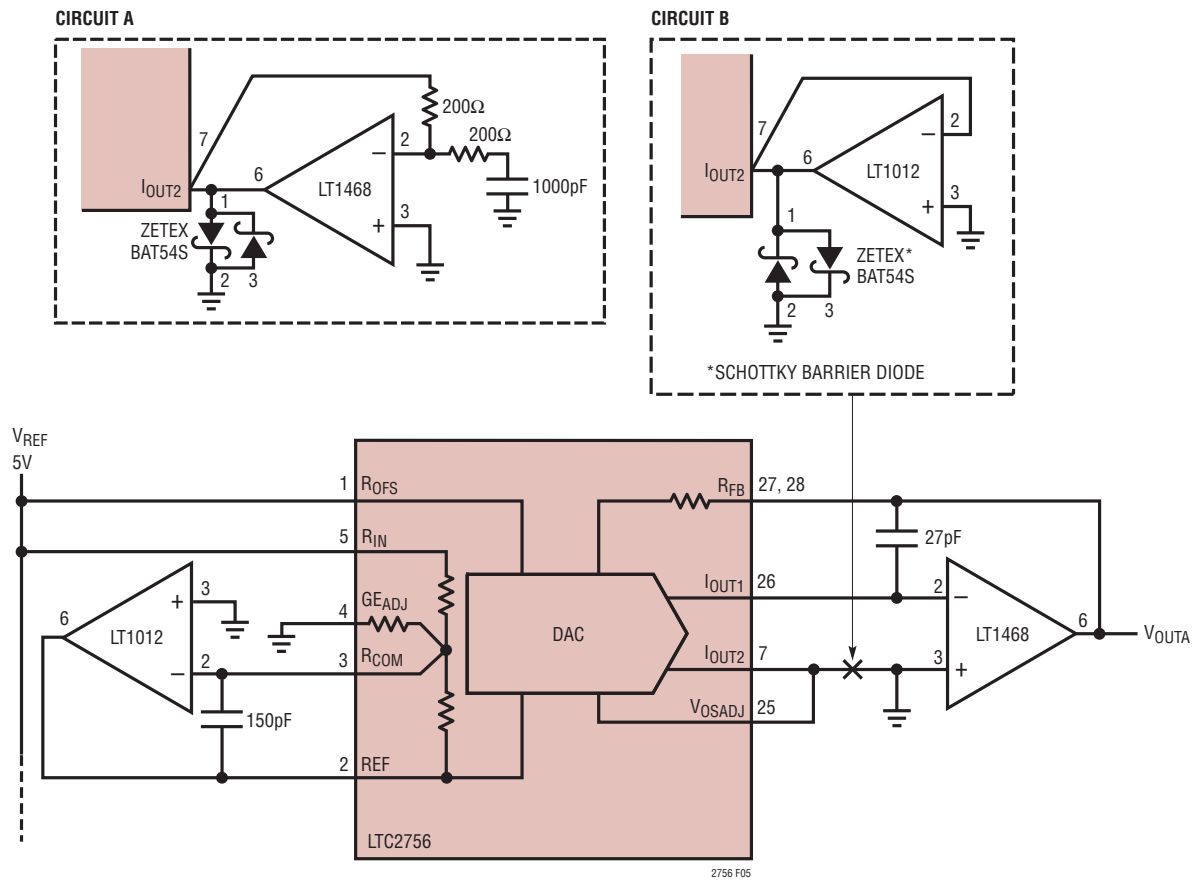 CIRCUIT A
200Ω
200Ω
7
2
6
IOUT2
LT1468
−
1000pF
1
3
+
ZETEX
BAT54S
2
3
CIRCUIT B
7
2
−
6
IOUT2
LT1012
3
+
1
ZETEX*
BAT54S
2
3
*SCHOTTKY BARRIER DIODE
VREF
5V
1
ROFS
RFB
27, 28
5
RIN
27pF
IOUT1
26
2
−
3
+
4
GEADJ
6
LT1012
DAC
LT1468
6
VOUTA
2
−
3
RCOM
IOUT2
7
3
+
150pF
VOSADJ
25
2
REF
LTC2756
2756 F05